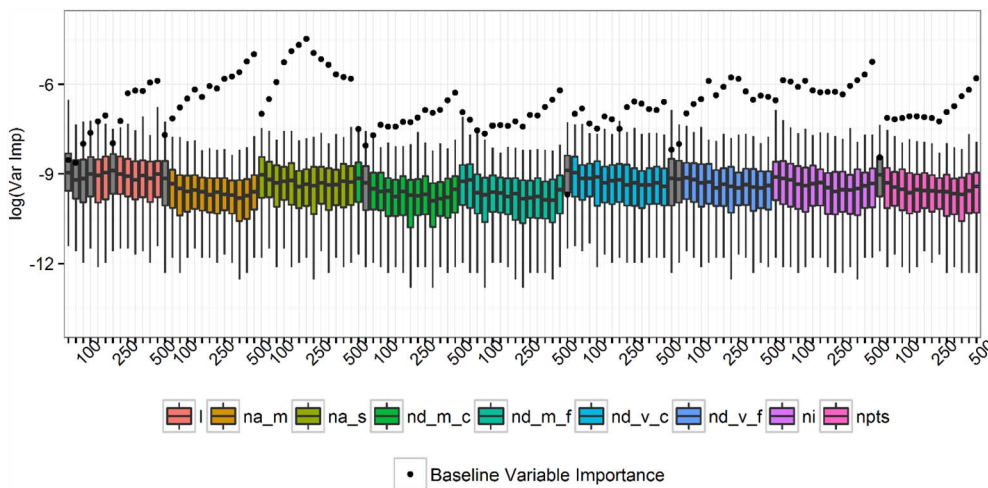 log(Var Imp)
-6
-9
-12
100 250 500 100 250 500 100 250 500 100 250 500 100 250 500 100 250 500 100 250 500 100 250 500 100 250 50
l na_m na_s nd_m_c nd_m_f nd_v_c nd_v_f ni npts
Baseline Variable Importance